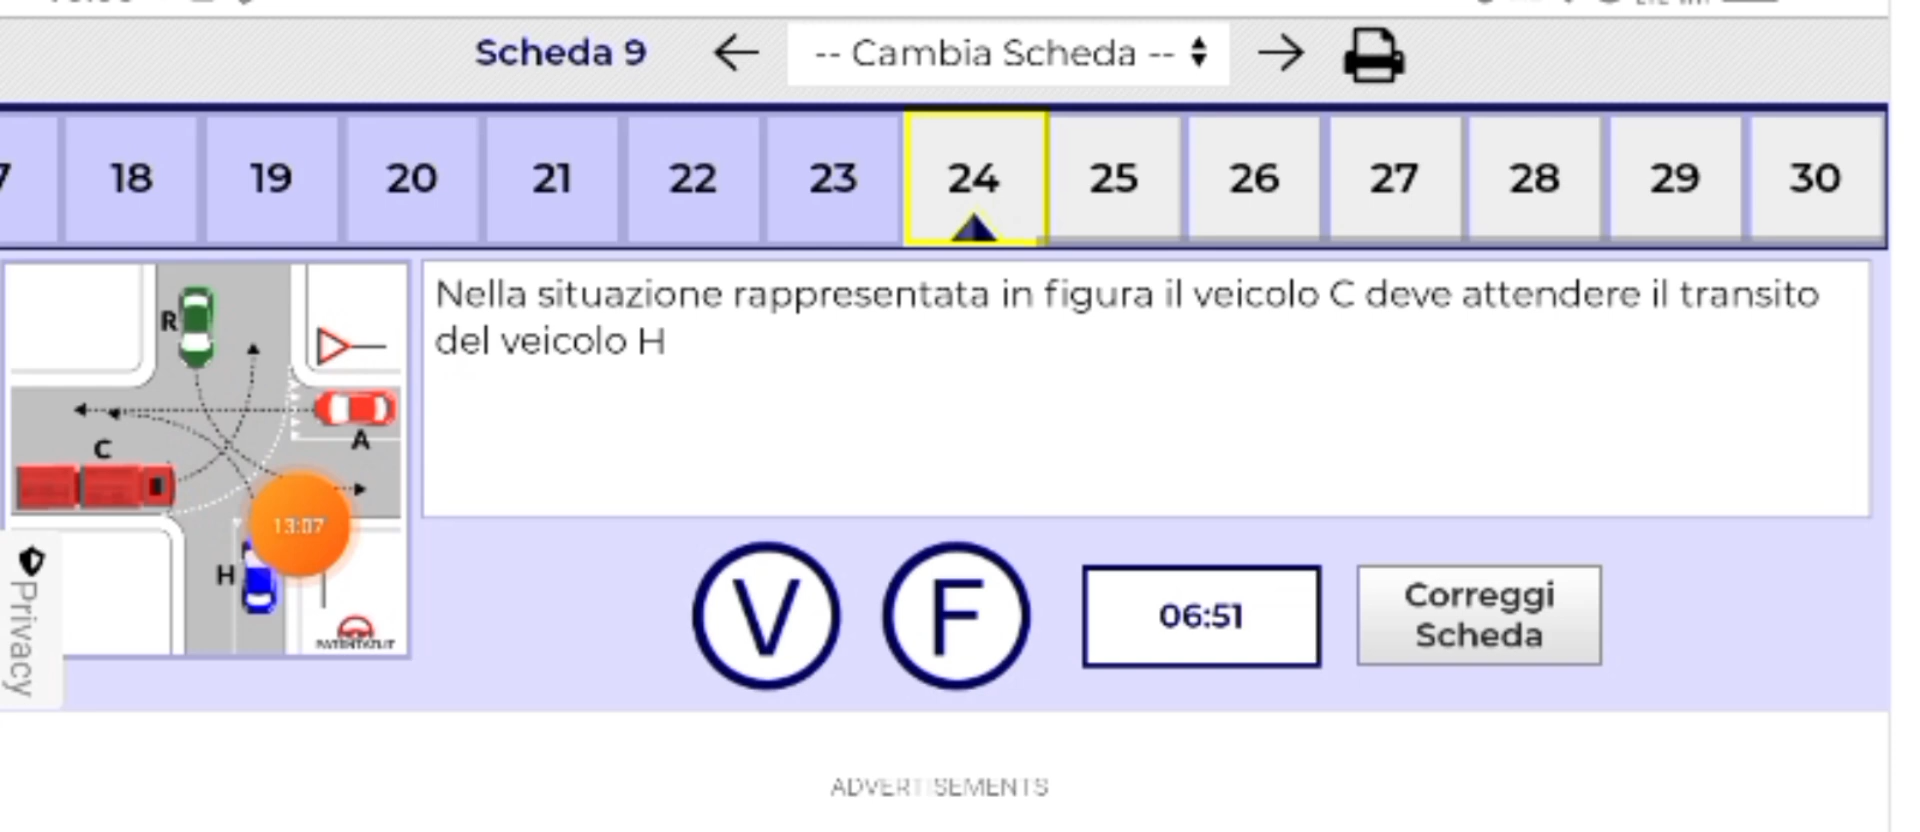 Scheda 9
-- Cambia Scheda --
18 19 20 21 22 23 24 25 26 27 28 29 30
Nella situazione rappresentata in figura il veicolo C deve attendere il transito
del veicolo H
R
A
C
13:07
H
PATENTATI.IT
V
F
06:51
Correggi
Scheda
Privacy
ADVERTISEMENTS